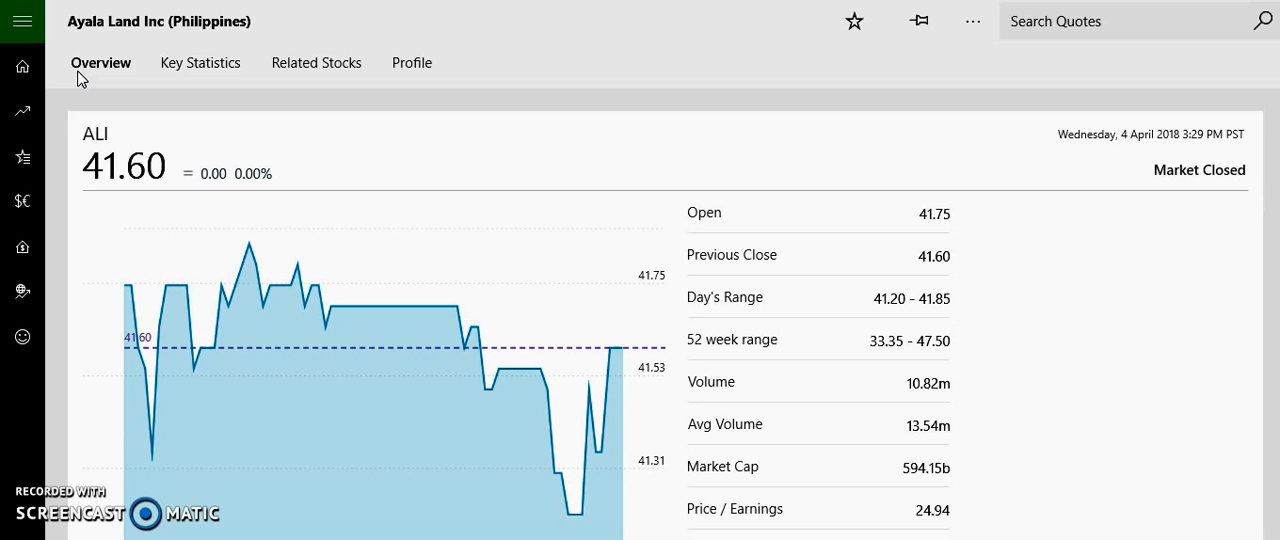 Ayala Land Inc (Philippines)
Search Quotes
Overview
Key Statistics
Related Stocks
Profile
ALI
Wednesday, 4 April 2018 3:29 PM PST
41.60 = 0.00 0.00%
Market Closed
41.75
41.60
41.53
41.31
Open 41.75
Previous Close 41.60
Day's Range 41.20 - 41.85
52 week range 33.35 - 47.50
Volume 10.82m
Avg Volume 13.54m
Market Cap 594.15b
Price / Earnings 24.94
RECORDED WITH
SCREENCAST MATIC